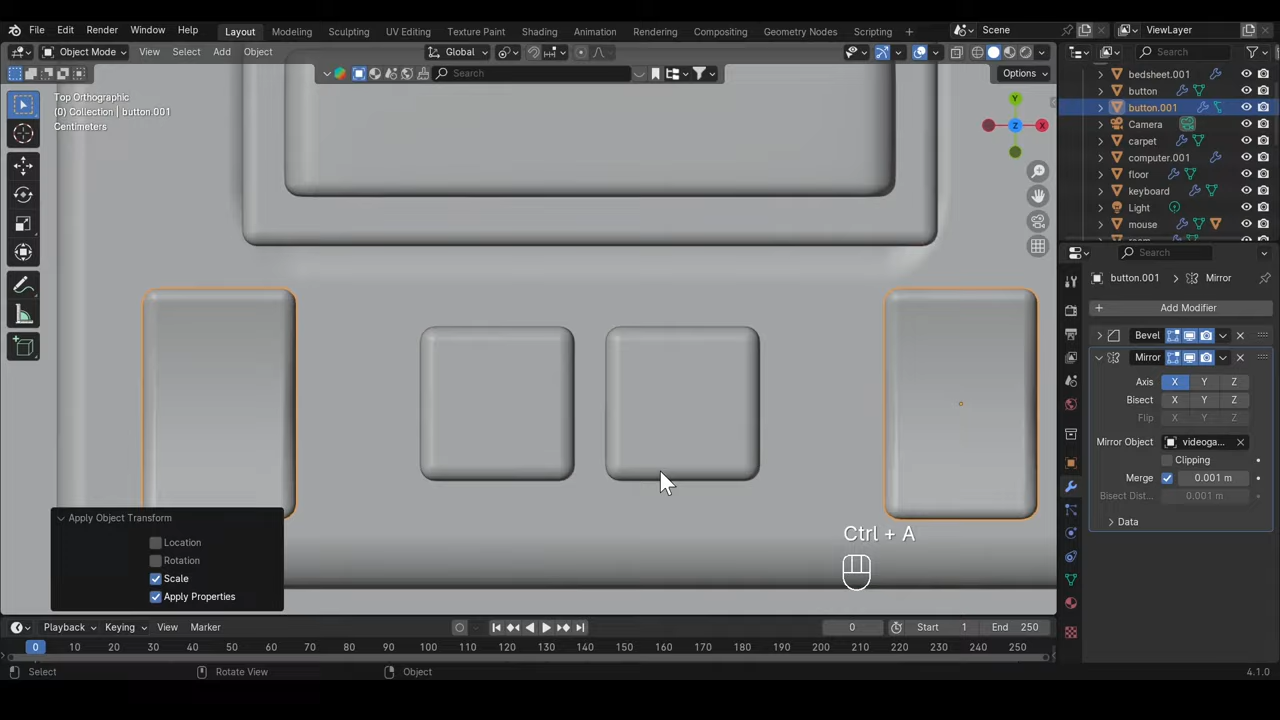 File Edit Render Window Help Layout Modeling Sculpting UV Editing Texture Paint Shading Animation Rendering Compositing Geometry Nodes Scripting Scene ViewLayer
Object Mode View Select Add Object Global Search
Search Options
Top Orthographic
(0) Collection | button.001
Centimeters
bedsheet.001
button
button.001
Camera
carpet
computer.001
floor
keyboard
Light
mouse
Search
button.001 Mirror
Add Modifier
Bevel
Mirror
Axis X Y Z
Bisect X Y Z
Flip X Y Z
Mirror Object videoga...
Clipping
Merge 0.001 m
Bisect Dist... 0.001 m
Data
Ctrl + A
Apply Object Transform
Location
Rotation
Scale
Apply Properties
Playback Keying View Marker 0 Start 1 End 250
0 10 20 30 40 50 60 70 80 90 100 110 120 130 140 150 160 170 180 190 200 210 220 230 240 250
Select Rotate View Object 4.1.0